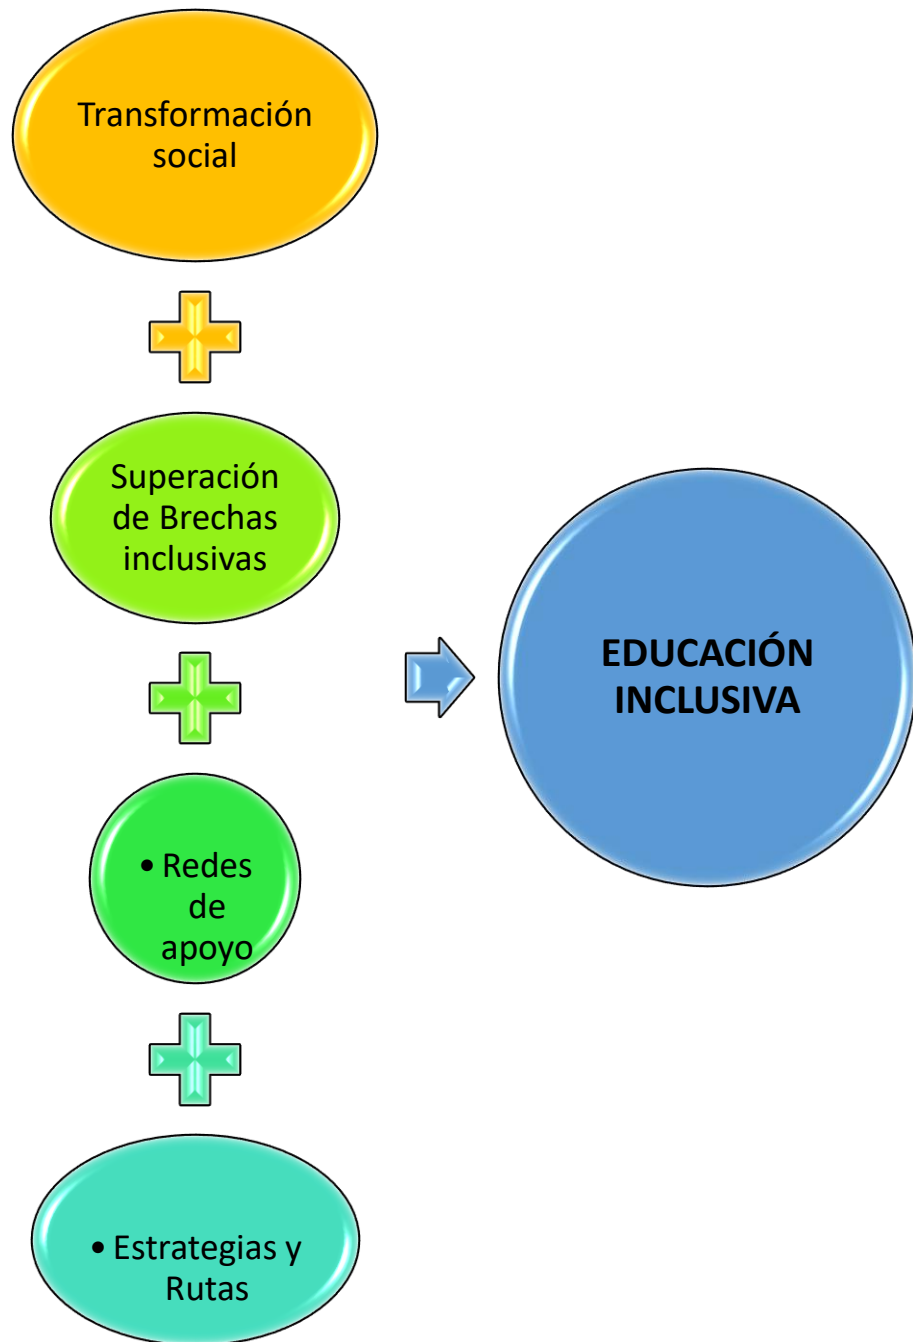 Transformación
social
Superación
de Brechas
inclusivas
• Redes
de
apoyo
• Estrategias y
Rutas
EDUCACIÓN
INCLUSIVA